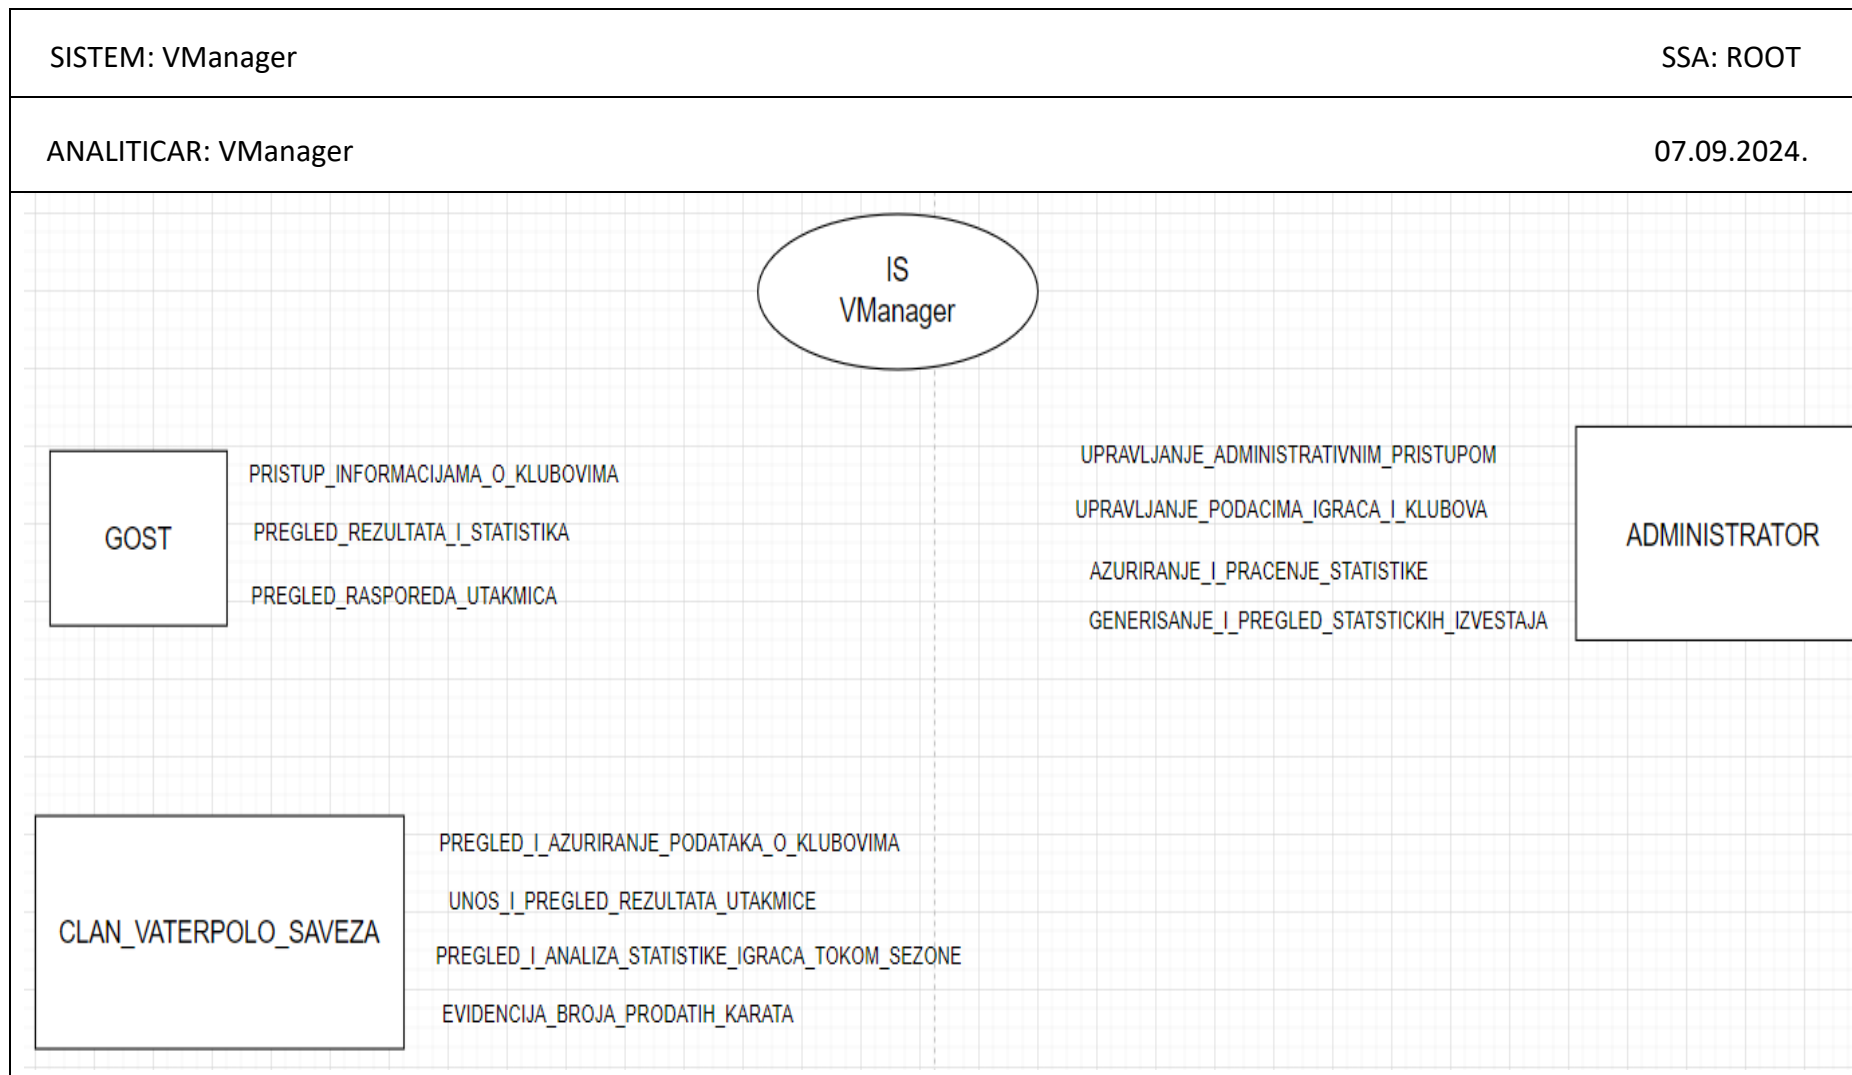 SISTEM: VManager
SSA: ROOT
ANALITICAR: VManager
07.09.2024.
IS
VManager
GOST
PRISTUP_INFORMACIJAMA_O_KLUBOVIMA
PREGLED_REZULTATA_I_STATISTIKA
PREGLED_RASPOREDA_UTAKMICA
UPRAVLJANJE_ADMINISTRATIVNIM_PRISTUPOM
UPRAVLJANJE_PODACIMA_IGRACA_I_KLUBOVA
AZURIRANJE_I_PRACENJE_STATISTIKE
GENERISANJE_I_PREGLED_STATSTICKIH_IZVESTAJA
ADMINISTRATOR
CLAN_VATERPOLO_SAVEZA
PREGLED_I_AZURIRANJE_PODATAKA_O_KLUBOVIMA
UNOS_I_PREGLED_REZULTATA_UTAKMICE
PREGLED_I_ANALIZA_STATISTIKE_IGRACA_TOKOM_SEZONE
EVIDENCIJA_BROJA_PRODATIH_KARATA